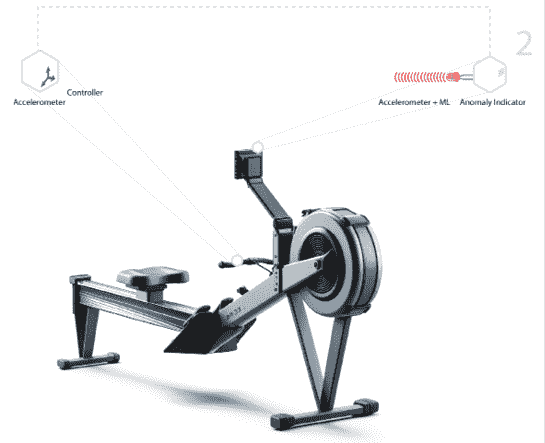 2
Controller
Accelerometer
Accelerometer + ML
Anomaly Indicator